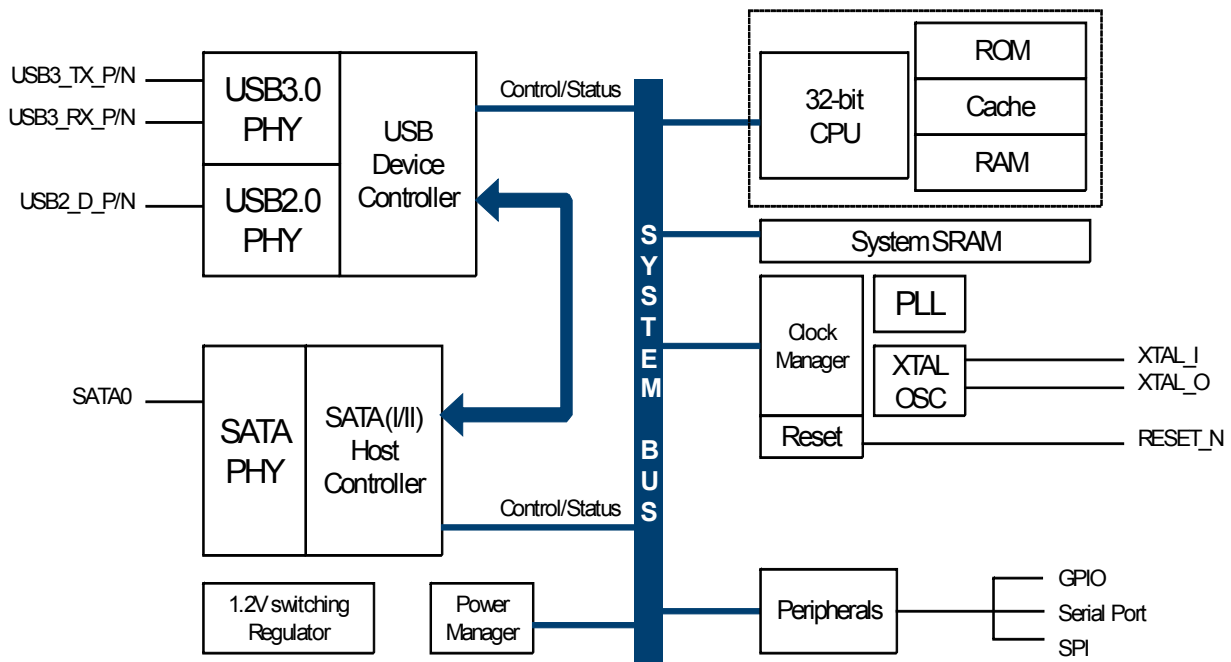 USB3_TX_P/N
USB3_RX_P/N
USB2_D_P/N
USB3.0
PHY
USB2.0
PHY
USB
Device
Controller
Control/Status
SATA0
SATA
PHY
SATA(I/II)
Host
Controller
Control/Status
1.2V switching
Regulator
Power
Manager
SYSTEM BUS
32-bit
CPU
ROM
Cache
RAM
System SRAM
Clock
Manager
PLL
XTAL
OSC
Reset
XTAL_I
XTAL_O
RESET_N
Peripherals
GPIO
Serial Port
SPI